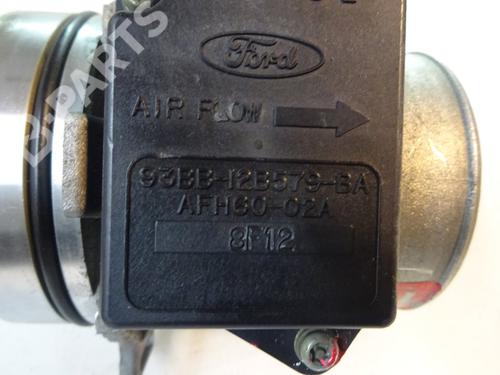 B-PARTS
Ford
AIR FLOW
93BB-12B579-BA
AFH60-02A
8F12